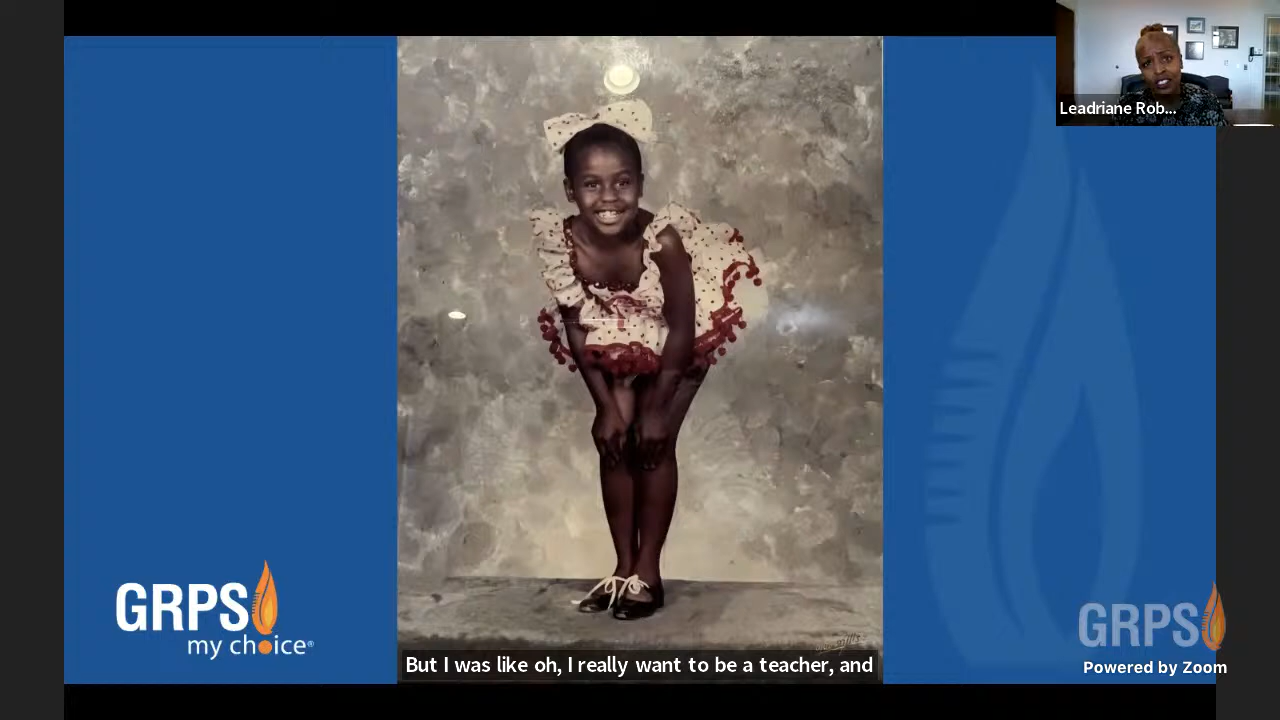 Leadriane Rob...
GRPS
my choice®
GRPS
But I was like oh, I really want to be a teacher, and
Powered by Zoom